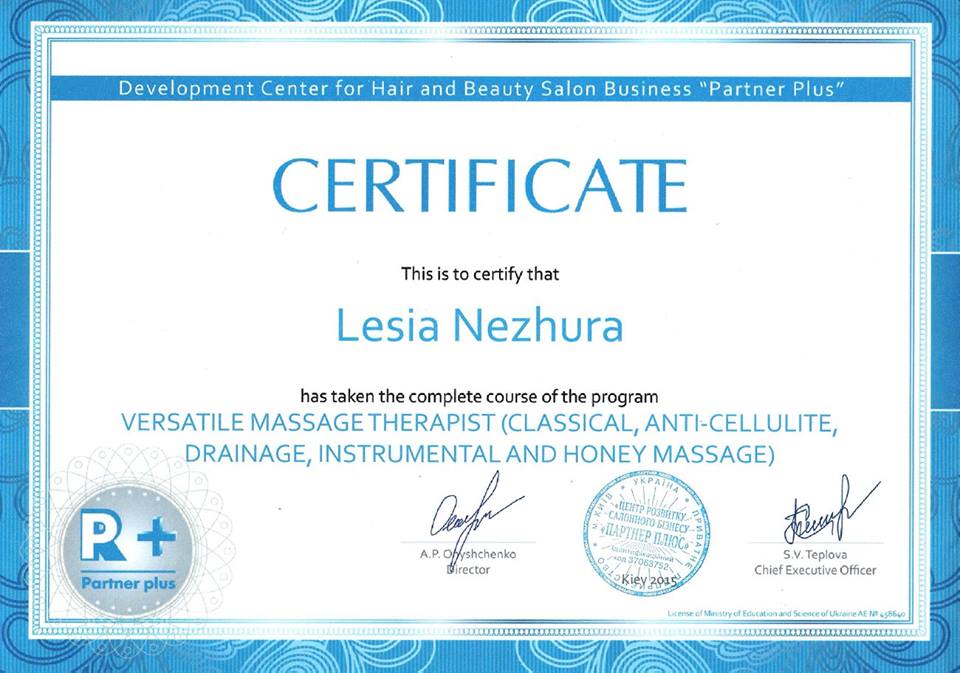 Development Center for Hair and Beauty Salon Business "Partner Plus"
CERTIFICATE
This is to certify that
Lesia Nezhura
has taken the complete course of the program
VERSATILE MASSAGE THERAPIST (CLASSICAL, ANTI-CELLULITE,
DRAINAGE, INSTRUMENTAL AND HONEY MASSAGE)
R +
Partner plus
A.P. Onyshchenko
Director
м. КИЇВ * УКРАЇНА * ПРИВАТНЕ
ЦЕНТР РОЗВИТКУ
САЛОННОГО БІЗНЕСУ
«ПАРТНЕР ПЛЮС»
Ідентифікаційний
код 37063752
Kiev 2015
S.V. Teplova
Chief Executive Officer
License of Ministry of Education and Science of Ukraine AE № 458640